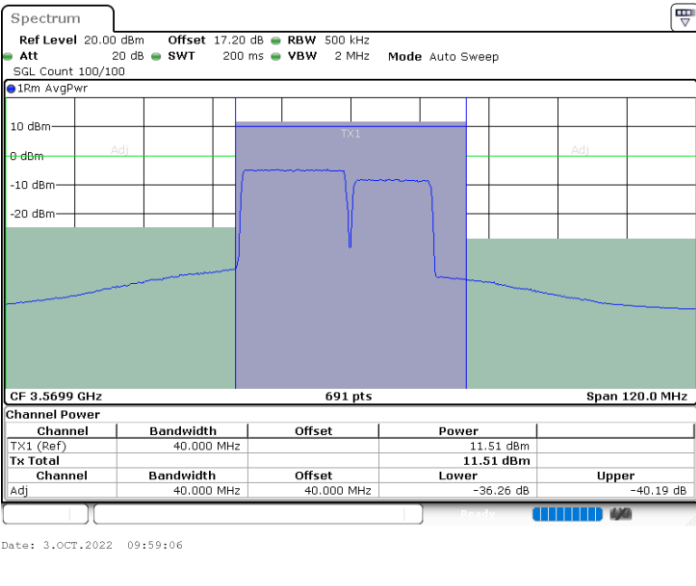 Spectrum
Ref Level 20.00 dBm Offset 17.20 dB RBW 500 kHz
Att 20 dB SWT 200 ms VBW 2 MHz Mode Auto Sweep
SGL Count 100/100
1Rm AvgPwr
10 dBm
TX1
Adj
Adj
0 dBm
-10 dBm
-20 dBm
CF 3.5699 GHz 691 pts Span 120.0 MHz
Channel Power
Channel Bandwidth Offset Power
TX1 (Ref) 40.000 MHz 11.51 dBm
Tx Total 11.51 dBm
Channel Bandwidth Offset Lower Upper
Adj 40.000 MHz 40.000 MHz -36.26 dB -40.19 dB
Ready
Date: 3.OCT.2022 09:59:06